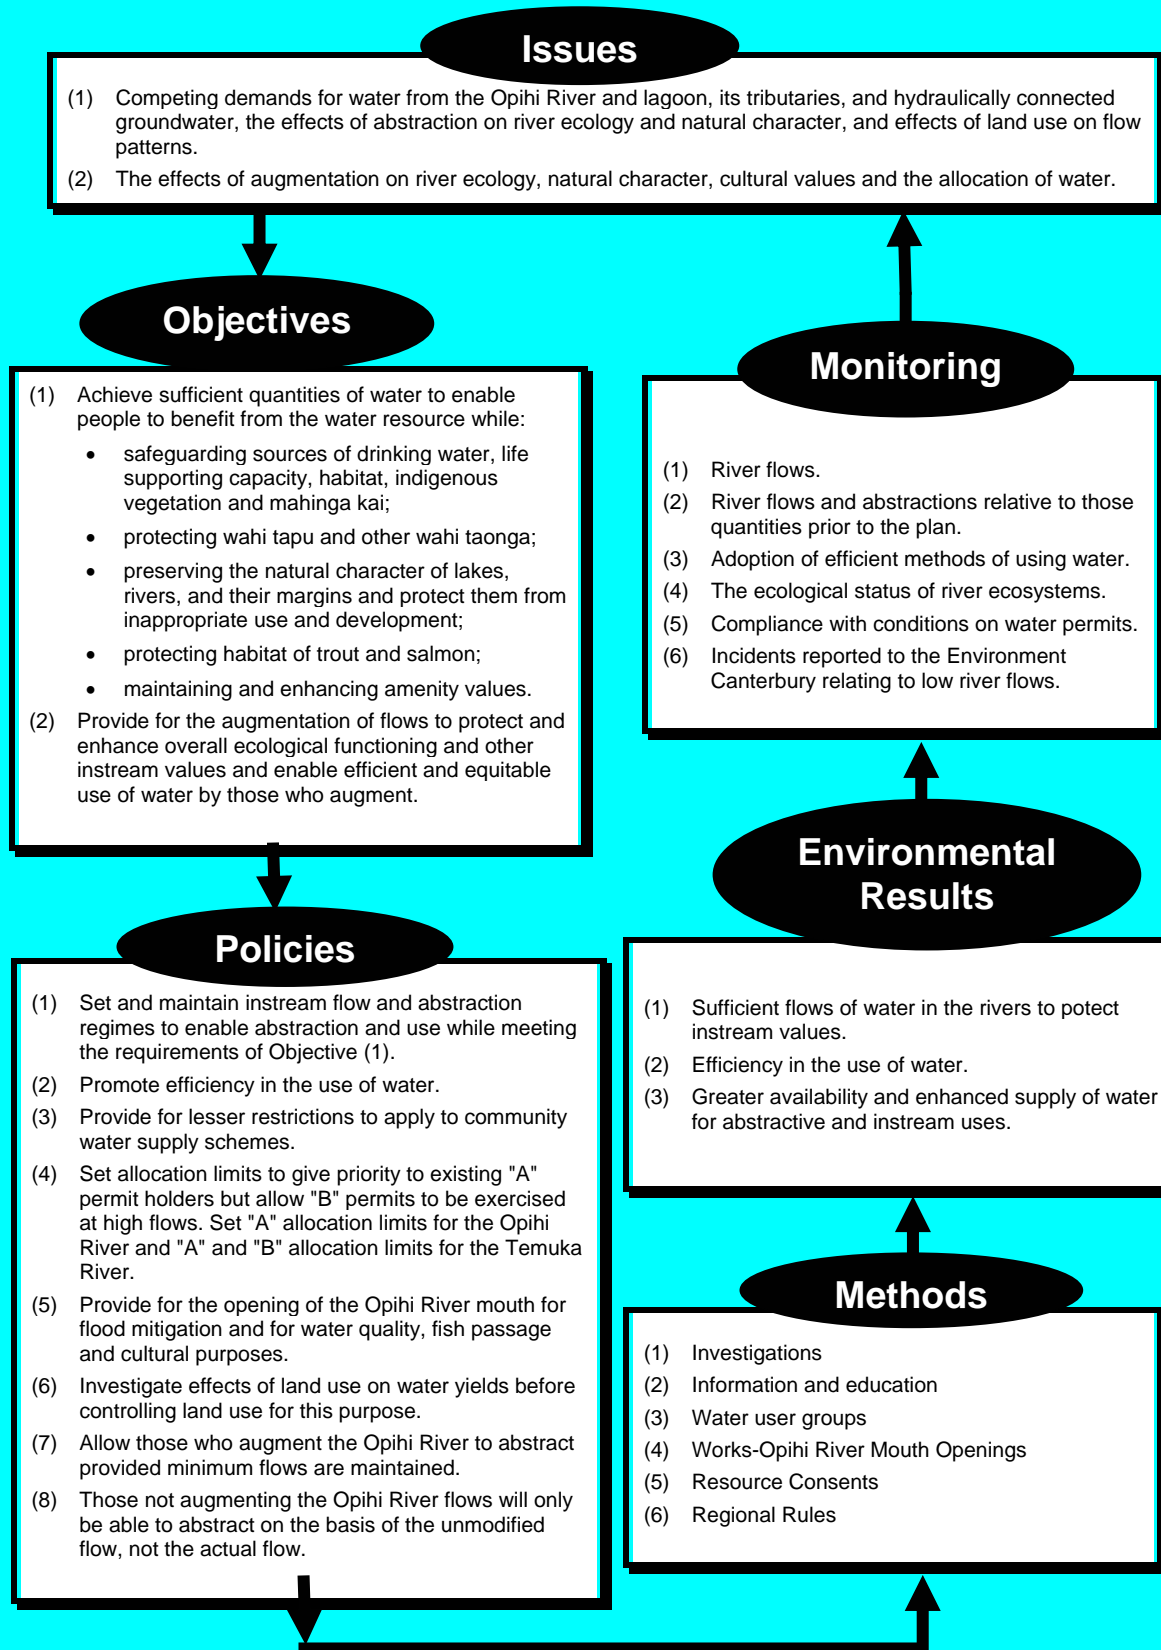 Issues
(1) Competing demands for water from the Opihi River and lagoon, its tributaries, and hydraulically connected
groundwater, the effects of abstraction on river ecology and natural character, and effects of land use on flow
patterns.
(2) The effects of augmentation on river ecology, natural character, cultural values and the allocation of water.
Objectives
(1) Achieve sufficient quantities of water to enable
people to benefit from the water resource while:
• safeguarding sources of drinking water, life
supporting capacity, habitat, indigenous
vegetation and mahinga kai;
• protecting wahi tapu and other wahi taonga;
• preserving the natural character of lakes,
rivers, and their margins and protect them from
inappropriate use and development;
• protecting habitat of trout and salmon;
• maintaining and enhancing amenity values.
(2) Provide for the augmentation of flows to protect and
enhance overall ecological functioning and other
instream values and enable efficient and equitable
use of water by those who augment.
Policies
(1) Set and maintain instream flow and abstraction
regimes to enable abstraction and use while meeting
the requirements of Objective (1).
(2) Promote efficiency in the use of water.
(3) Provide for lesser restrictions to apply to community
water supply schemes.
(4) Set allocation limits to give priority to existing "A"
permit holders but allow "B" permits to be exercised
at high flows. Set "A" allocation limits for the Opihi
River and "A" and "B" allocation limits for the Temuka
River.
(5) Provide for the opening of the Opihi River mouth for
flood mitigation and for water quality, fish passage
and cultural purposes.
(6) Investigate effects of land use on water yields before
controlling land use for this purpose.
(7) Allow those who augment the Opihi River to abstract
provided minimum flows are maintained.
(8) Those not augmenting the Opihi River flows will only
be able to abstract on the basis of the unmodified
flow, not the actual flow.
Monitoring
(1) River flows.
(2) River flows and abstractions relative to those
quantities prior to the plan.
(3) Adoption of efficient methods of using water.
(4) The ecological status of river ecosystems.
(5) Compliance with conditions on water permits.
(6) Incidents reported to the Environment
Canterbury relating to low river flows.
Environmental
Results
(1) Sufficient flows of water in the rivers to potect
instream values.
(2) Efficiency in the use of water.
(3) Greater availability and enhanced supply of water
for abstractive and instream uses.
Methods
(1) Investigations
(2) Information and education
(3) Water user groups
(4) Works-Opihi River Mouth Openings
(5) Resource Consents
(6) Regional Rules